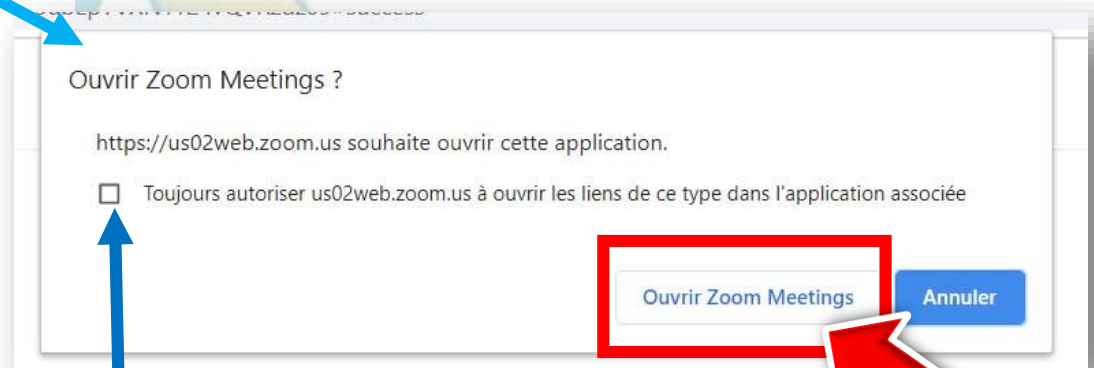 Ouvrir Zoom Meetings ?
https://us02web.zoom.us souhaite ouvrir cette application.
Toujours autoriser us02web.zoom.us à ouvrir les liens de ce type dans l'application associée
Ouvrir Zoom Meetings
Annuler